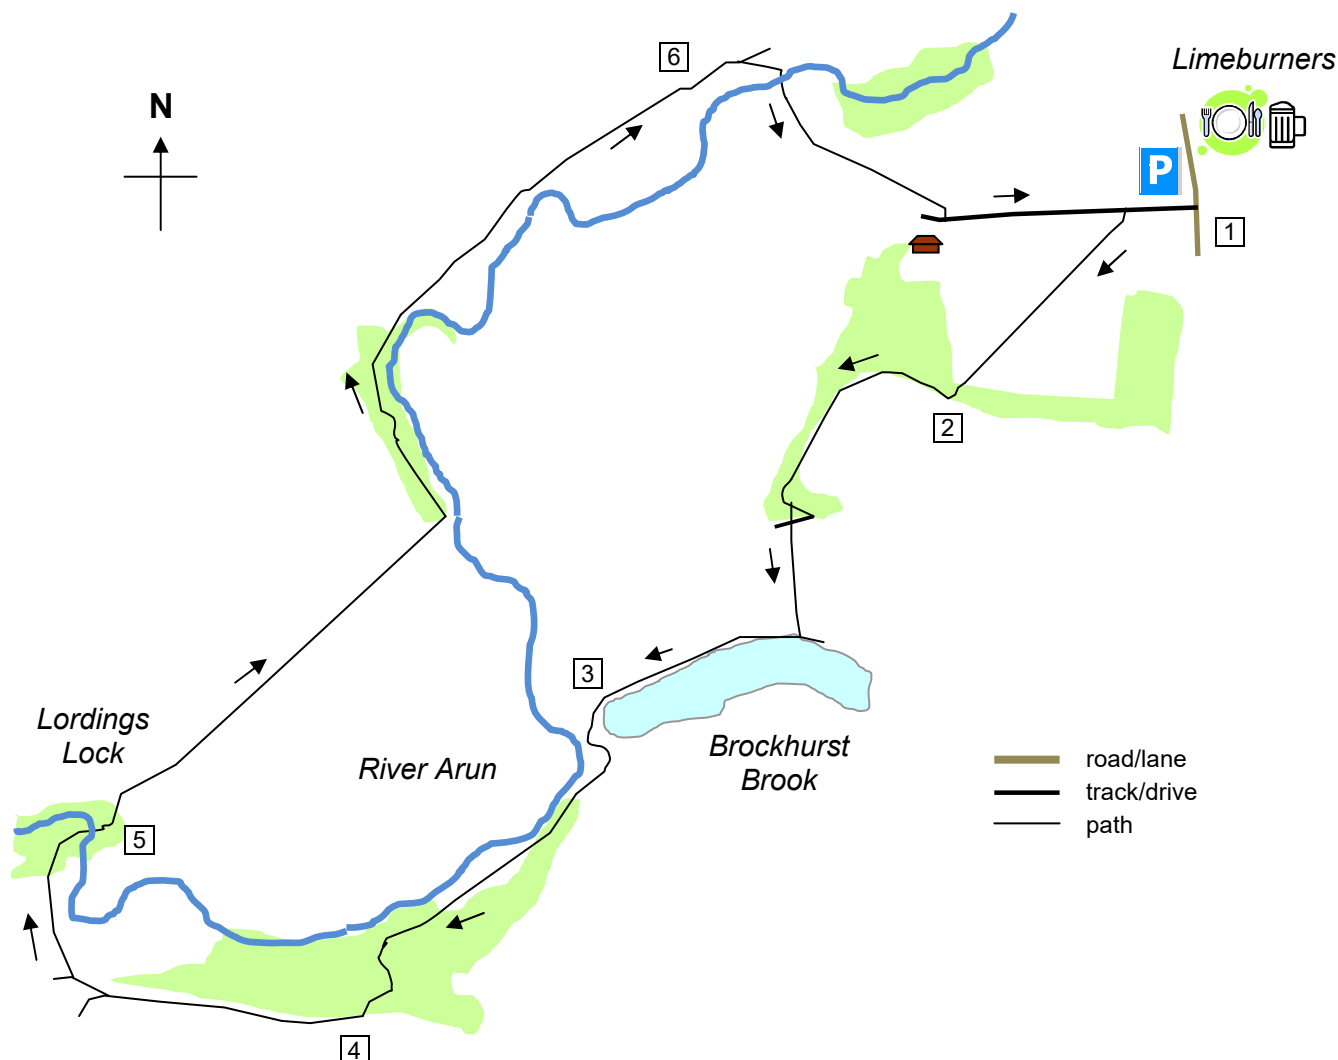 6
Limeburners
N
P
1
2
3
Lordings
Lock
River Arun
Brockhurst
Brook
road/lane
track/drive
path
5
4